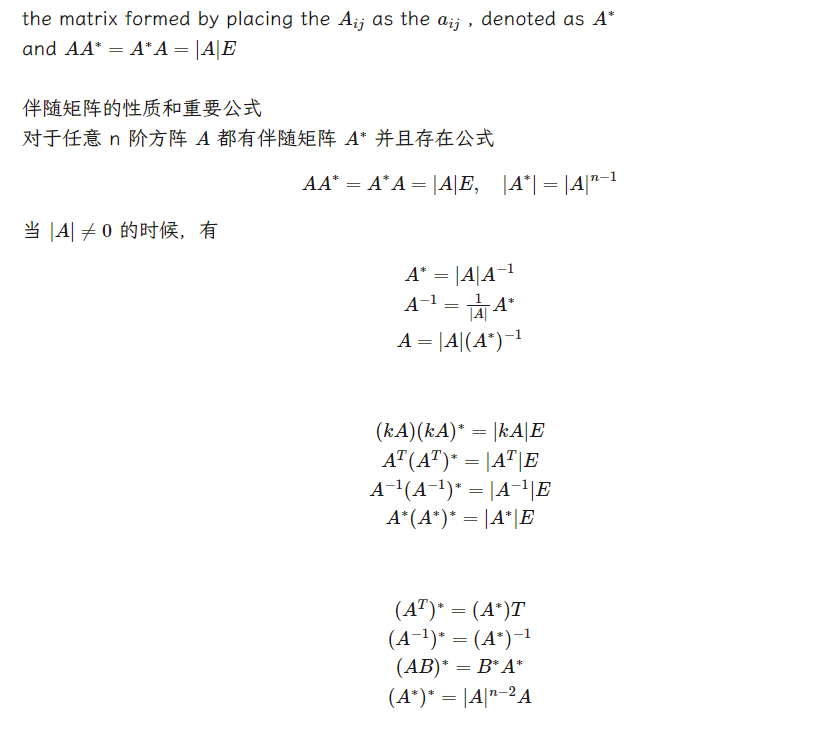 the matrix formed by placing the $A_{ij}$ as the $a_{ij}$ , denoted as $A^*$
and $AA^* = A^*A = |A|E$
伴随矩阵的性质和重要公式
对于任意 n 阶方阵 $A$ 都有伴随矩阵 $A^*$ 并且存在公式
$AA^* = A^*A = |A|E, \quad |A^*| = |A|^{n-1}$
当 $|A| \neq 0$ 的时候，有
$A^* = |A|A^{-1}$
$A^{-1} = \frac{1}{|A|}A^*$
$A = |A|(A^*)^{-1}$
$(kA)(kA)^* = |kA|E$
$A^T(A^T)^* = |A^T|E$
$A^{-1}(A^{-1})^* = |A^{-1}|E$
$A^*(A^*)^* = |A^*|E$
$(A^T)^* = (A^*)T$
$(A^{-1})^* = (A^*)^{-1}$
$(AB)^* = B^*A^*$
$(A^*)^* = |A|^{n-2}A$